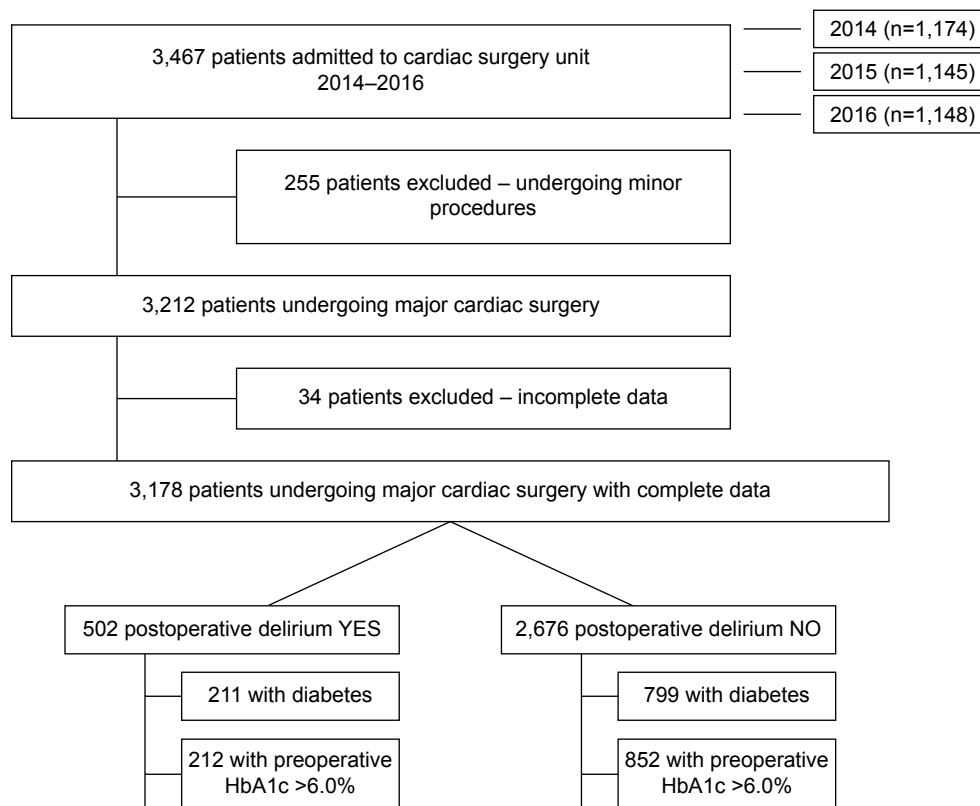 3,467 patients admitted to cardiac surgery unit
2014–2016
2014 (n=1,174)
2015 (n=1,145)
2016 (n=1,148)
255 patients excluded – undergoing minor
procedures
3,212 patients undergoing major cardiac surgery
34 patients excluded – incomplete data
3,178 patients undergoing major cardiac surgery with complete data
502 postoperative delirium YES
2,676 postoperative delirium NO
211 with diabetes
799 with diabetes
212 with preoperative
HbA1c >6.0%
852 with preoperative
HbA1c >6.0%